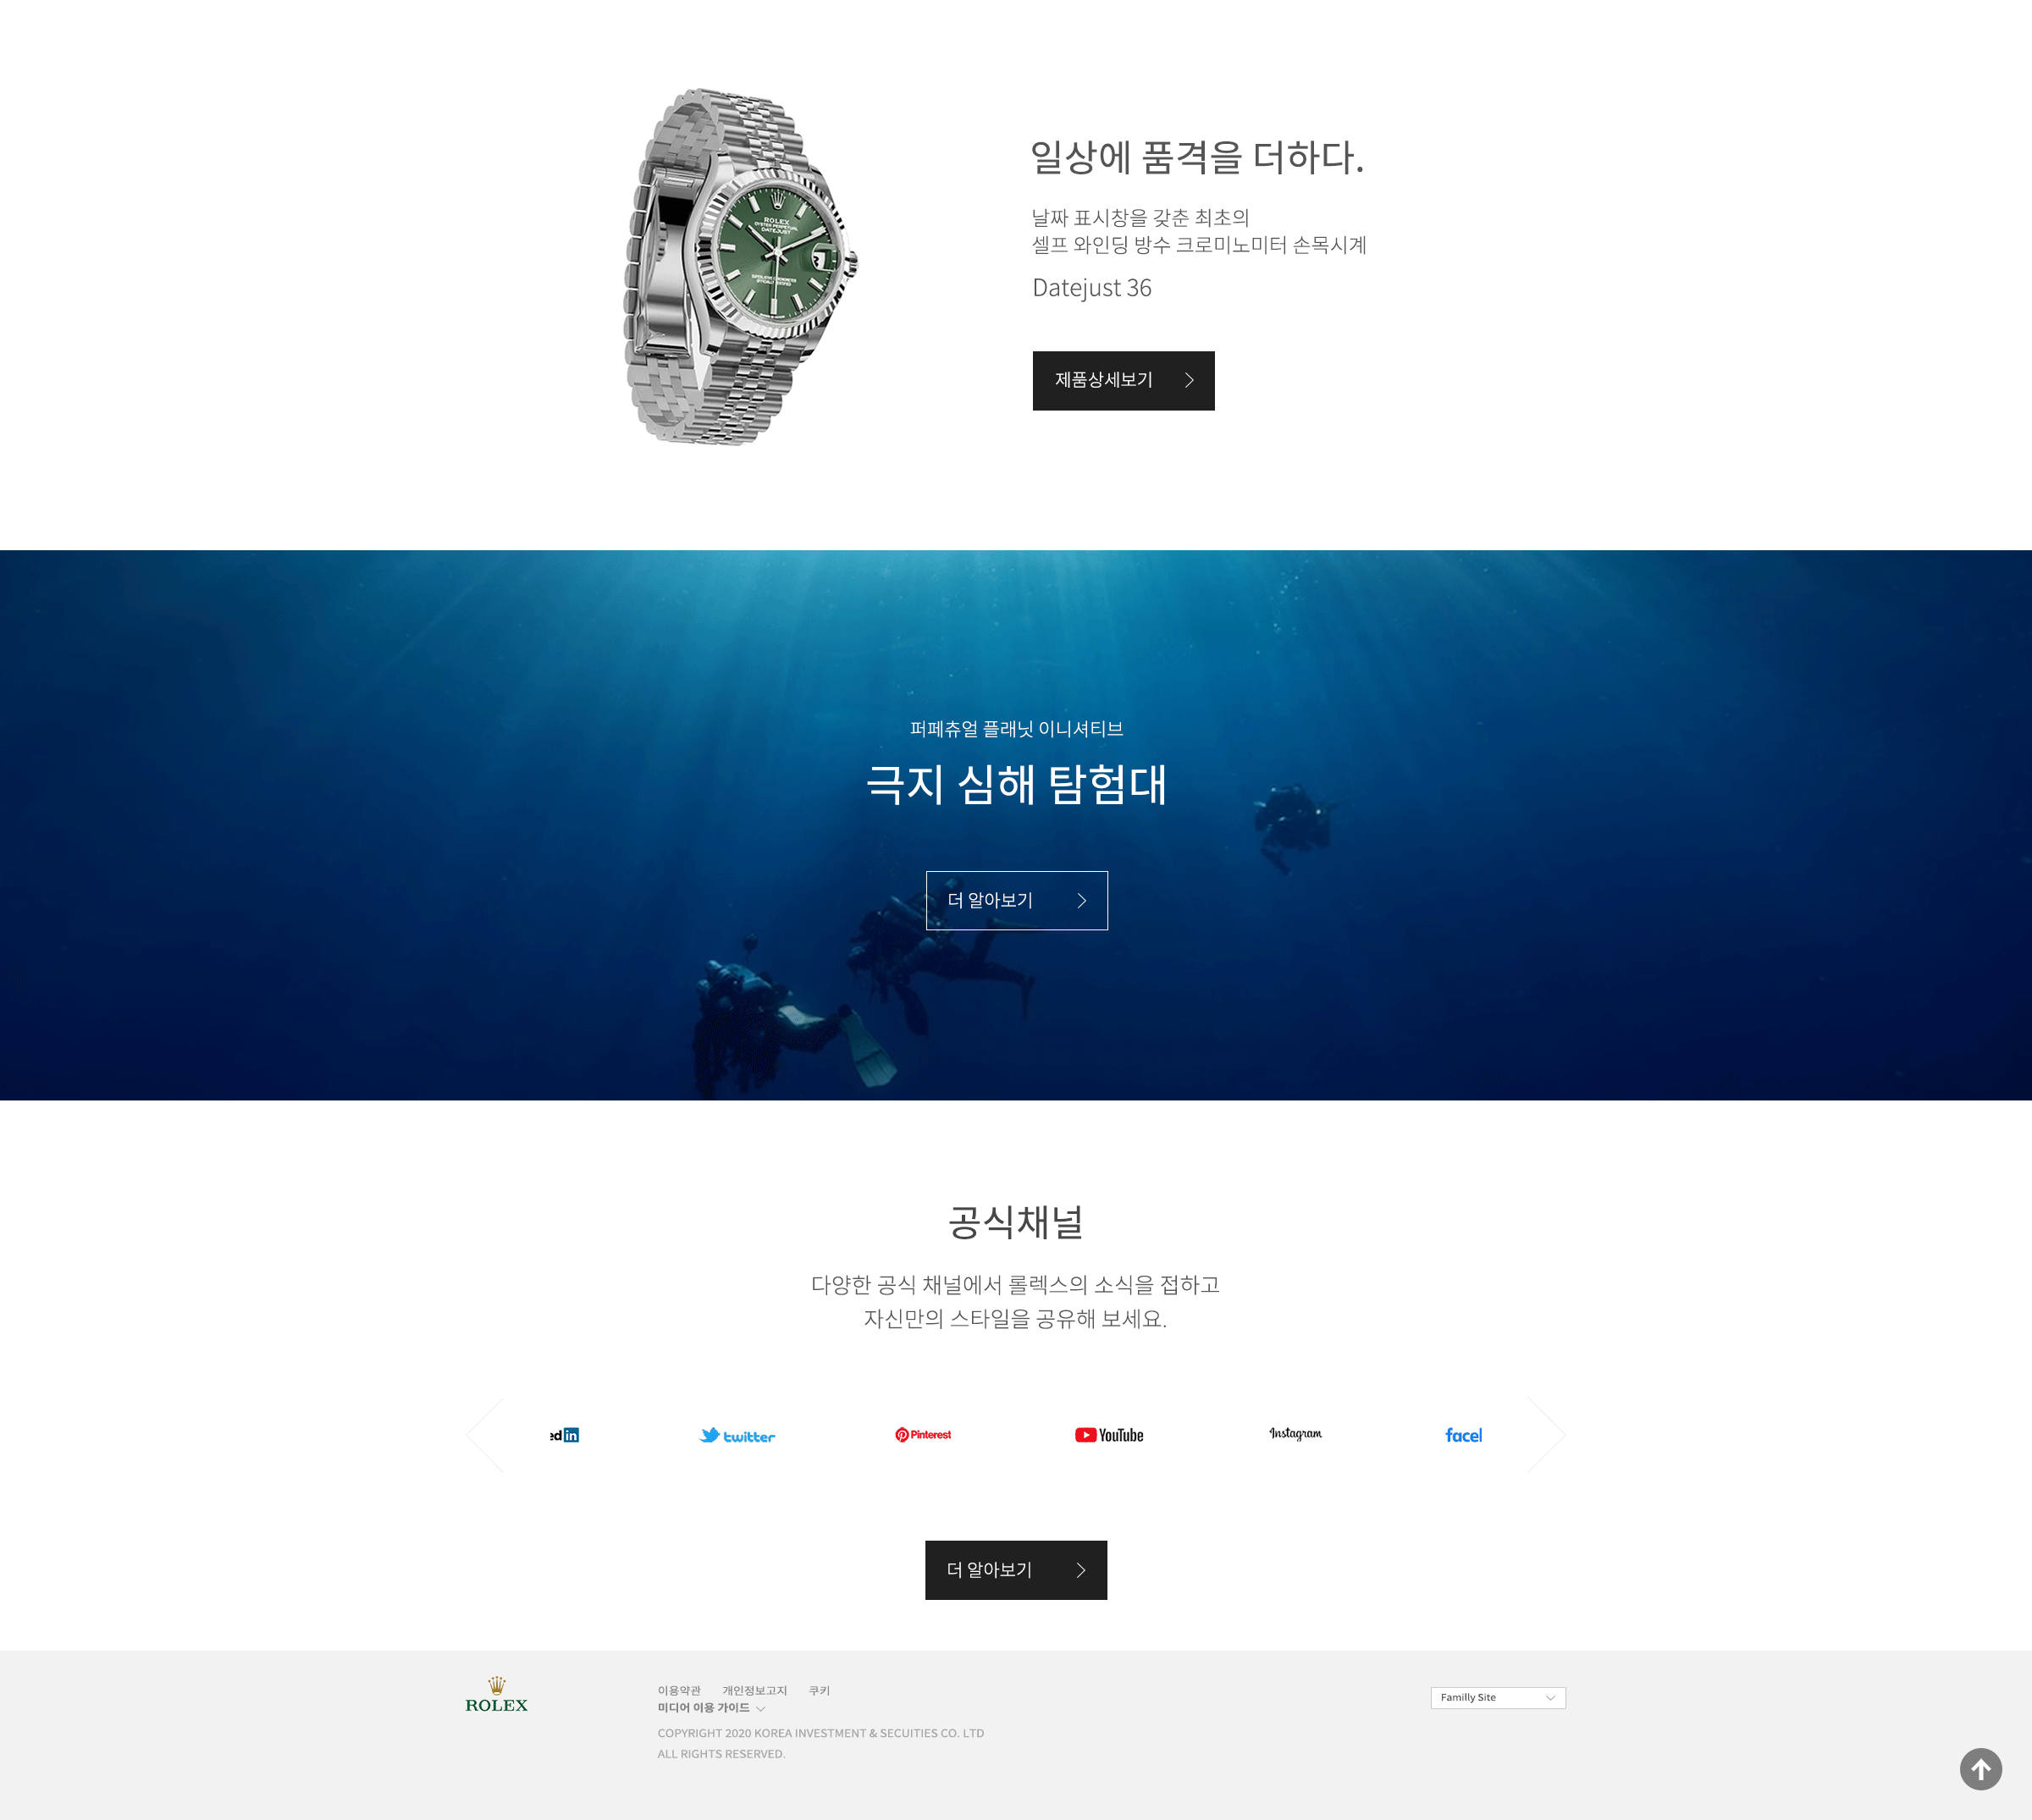 ROLEX
OYSTER PERPETUAL
DATEJUST
일상에 품격을 더하다.
날짜 표시창을 갖춘 최초의
셀프 와인딩 방수 크로미노미터 손목시계
Datejust 36
제품상세보기
퍼페츄얼 플래닛 이니셔티브
극지 심해 탐험대
더 알아보기
공식채널
다양한 공식 채널에서 롤렉스의 소식을 접하고
자신만의 스타일을 공유해 보세요.
ed in twitter Pinterest YouTube Instagram facel
더 알아보기
ROLEX
이용약관 개인정보고지 쿠키
미디어 이용 가이드
COPYRIGHT 2020 KOREA INVESTMENT & SECUITIES CO. LTD
ALL RIGHTS RESERVED.
Familly Site